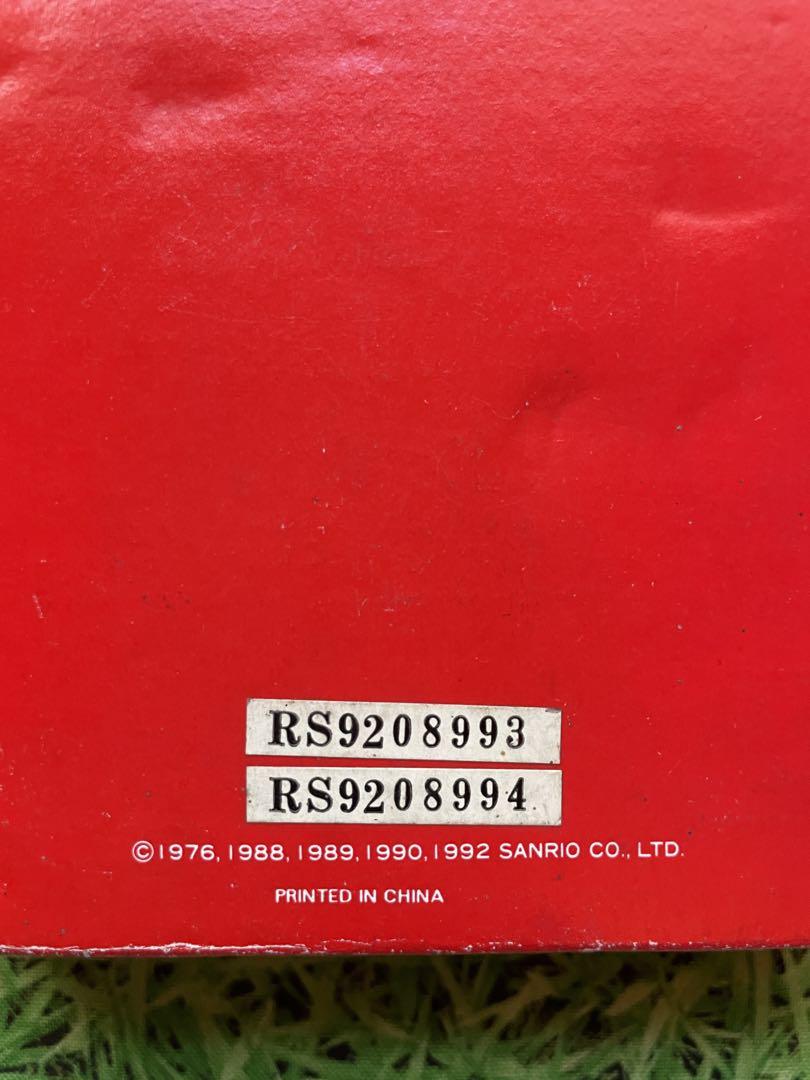 RS9208993
RS9208994
©1976, 1988, 1989, 1990, 1992 SANRIO CO., LTD.
PRINTED IN CHINA